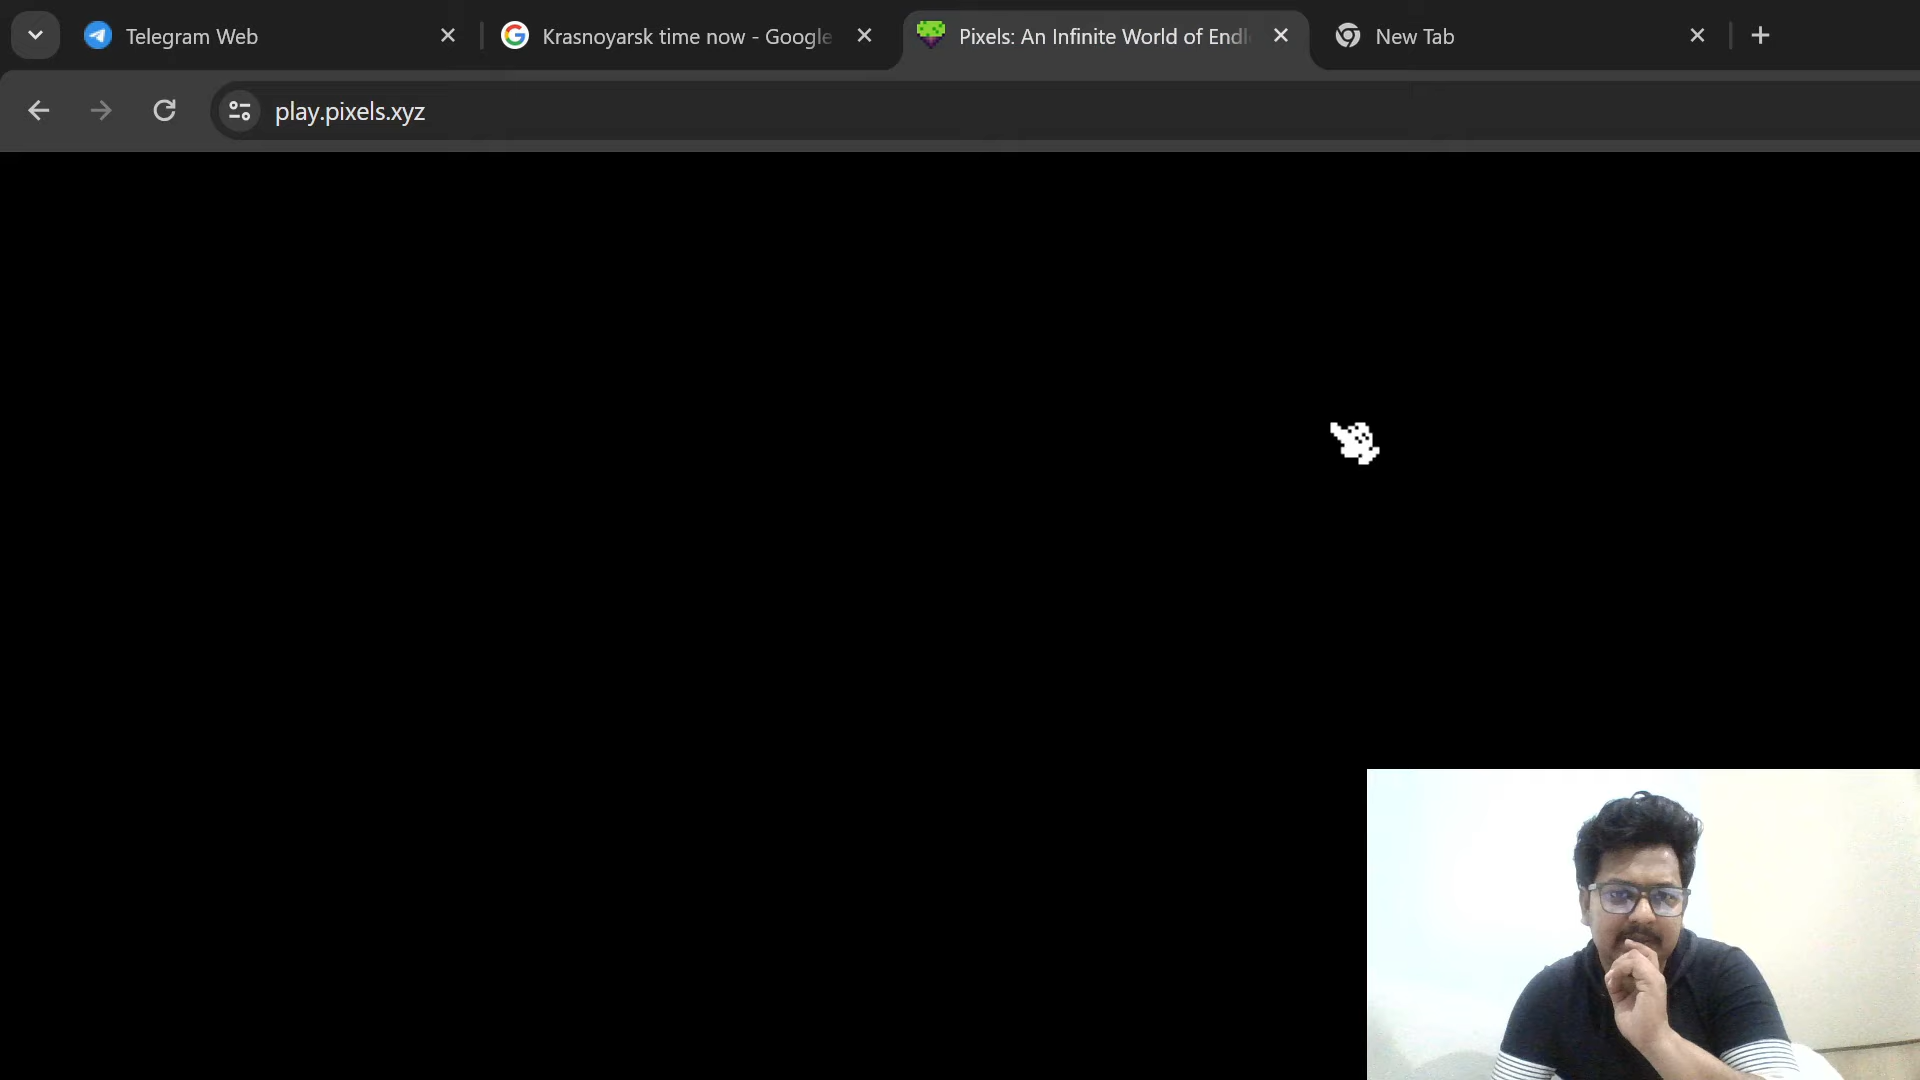 Telegram Web
Krasnoyarsk time now - Google
Pixels: An Infinite World of Endl
New Tab
play.pixels.xyz